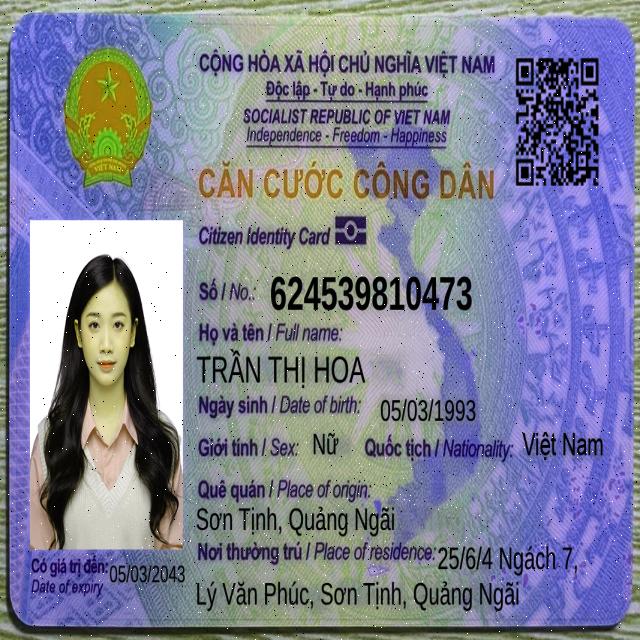 CỘNG HÒA XÃ HỘI CHỦ NGHĨA VIỆT NAM
Độc lập - Tự do - Hạnh phúc
SOCIALIST REPUBLIC OF VIET NAM
Independence - Freedom - Happiness
CĂN CƯỚC CÔNG DÂN
Citizen Identity Card
VIỆT NAM
Số / No.: 624539810473
Họ và tên / Full name:
TRẦN THỊ HOA
Ngày sinh / Date of birth: 05/03/1993
Giới tính / Sex: Nữ Quốc tịch / Nationality: Việt Nam
Quê quán / Place of origin:
Sơn Tịnh, Quảng Ngãi
Nơi thường trú / Place of residence: 25/6/4 Ngách 7,
Lý Văn Phúc, Sơn Tịnh, Quảng Ngãi
Có giá trị đến: 05/03/2043
Date of expiry